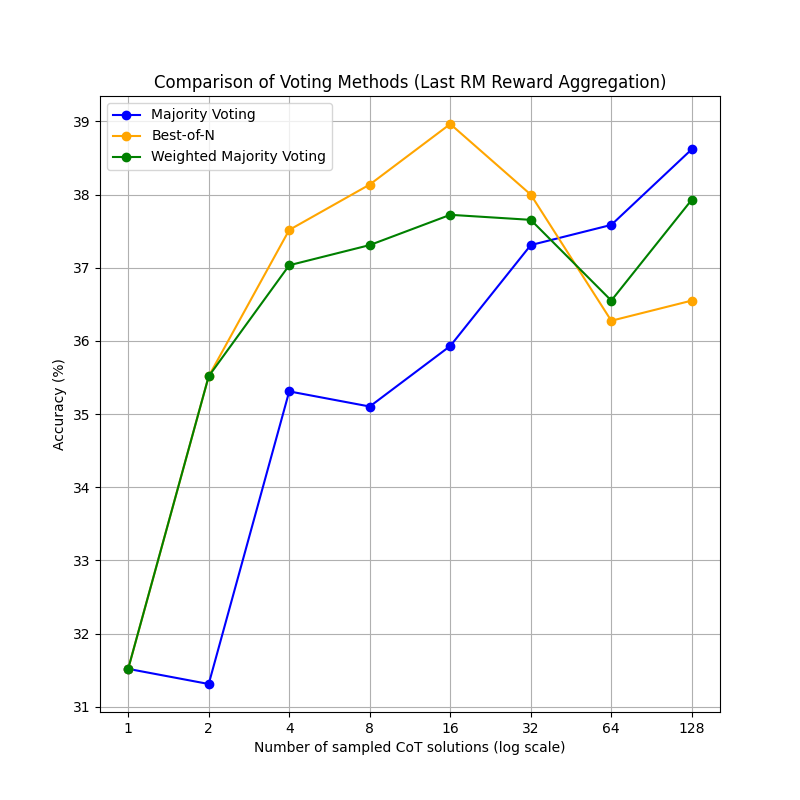 Comparison of Voting Methods (Last RM Reward Aggregation)
Majority Voting
Best-of-N
Weighted Majority Voting
39
38
37
36
35
34
33
32
31
Accuracy (%)
1 2 4 8 16 32 64 128
Number of sampled CoT solutions (log scale)